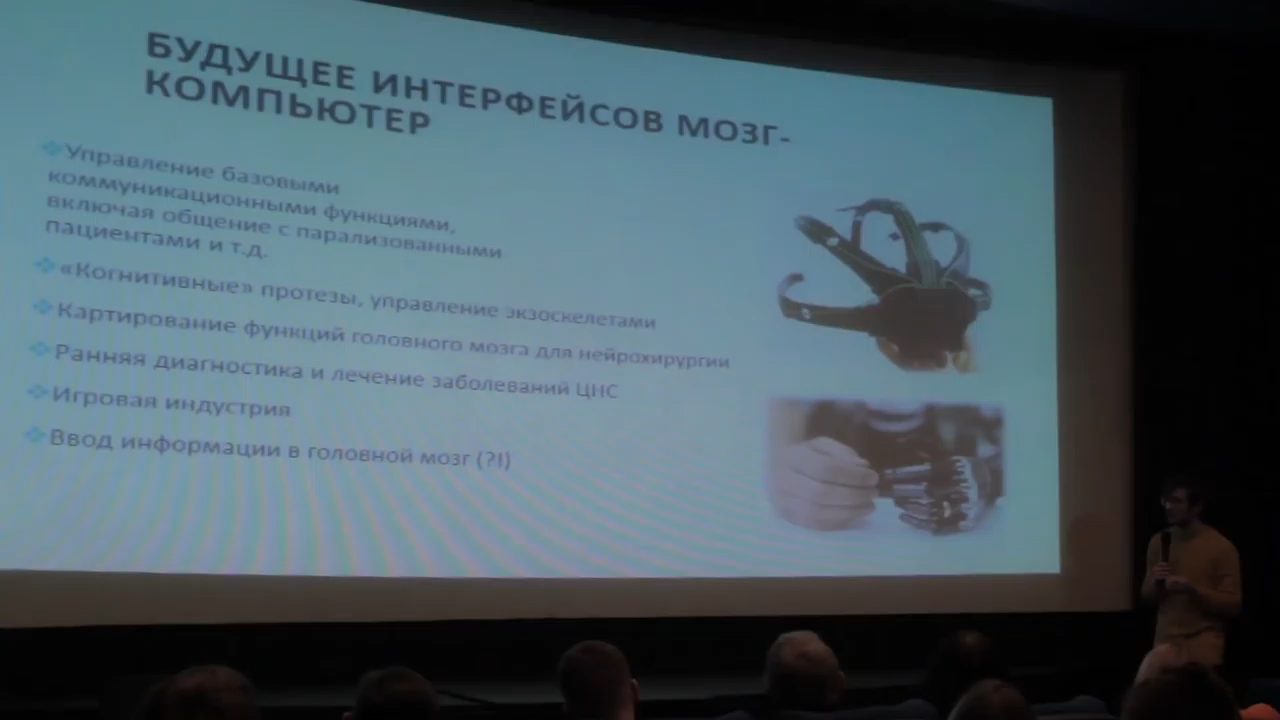 БУДУЩЕЕ ИНТЕРФЕЙСОВ МОЗГ-
КОМПЬЮТЕР
Управление базовыми
коммуникационными функциями,
включая общение с парализованными
пациентами и т.д.
«Когнитивные» протезы, управление экзоскелетами
Картирование функций головного мозга для нейрохирургии
Ранняя диагностика и лечение заболеваний ЦНС
Игровая индустрия
Ввод информации в головной мозг (?!)